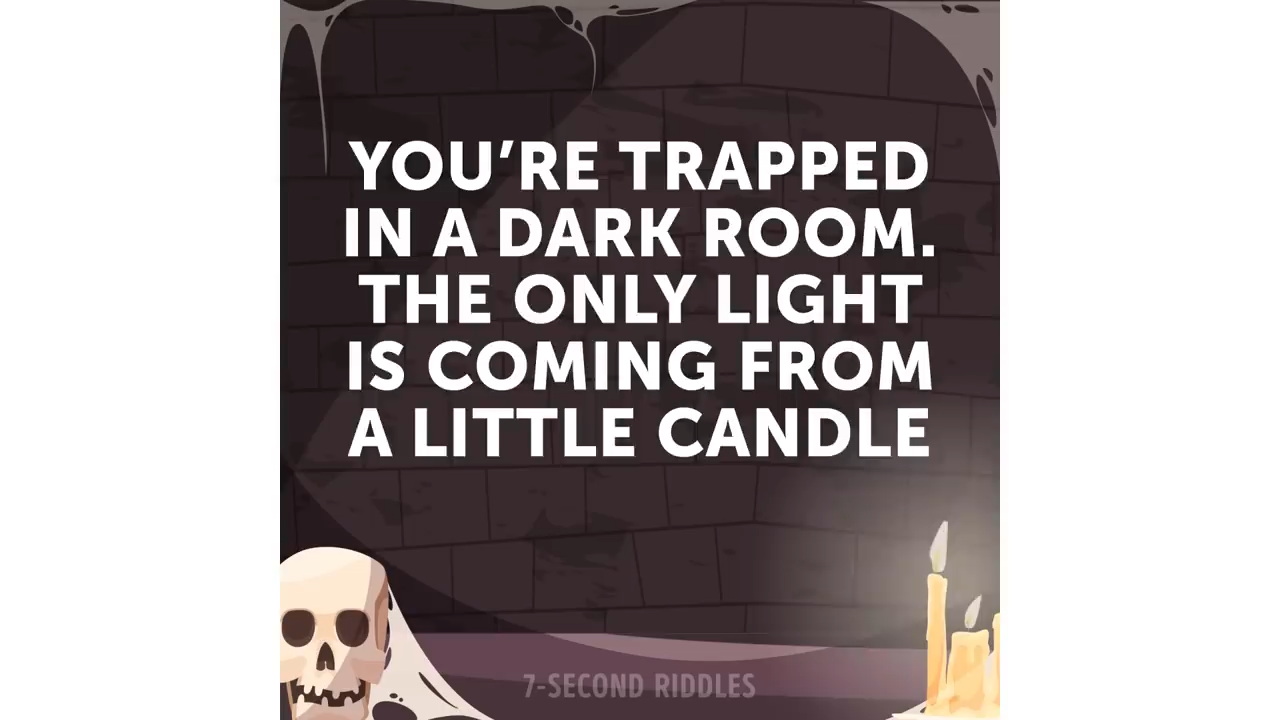 YOU'RE TRAPPED
IN A DARK ROOM.
THE ONLY LIGHT
IS COMING FROM
A LITTLE CANDLE
7-SECOND RIDDLES